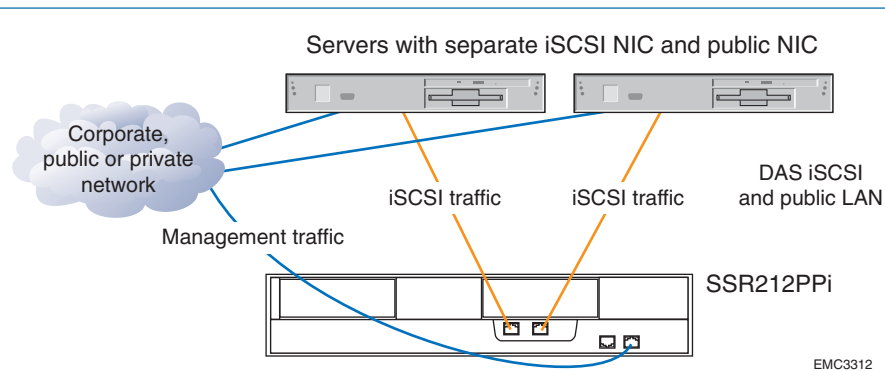 Servers with separate iSCSI NIC and public NIC
Corporate,
public or private
network
iSCSI traffic
iSCSI traffic
DAS iSCSI
and public LAN
Management traffic
SSR212PPi
EMC3312